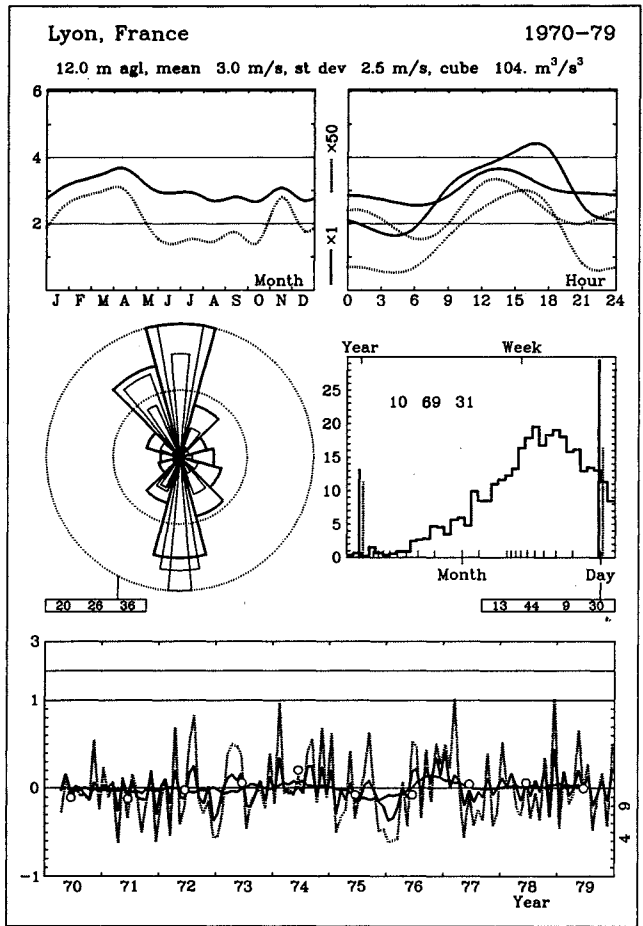 Lyon, France 1970–79
12.0 m agl, mean 3.0 m/s, st dev 2.5 m/s, cube 104. m³/s³
6
4
2
×50
×1
Month
Hour
J F M A M J J A S O N D
0 3 6 9 12 15 18 21 24
Year Week
10 69 31
25
20
15
10
5
0
Month Day
20 26 36
13 44 9 30
3
1
0
-1
9
4
70 71 72 73 74 75 76 77 78 79
Year